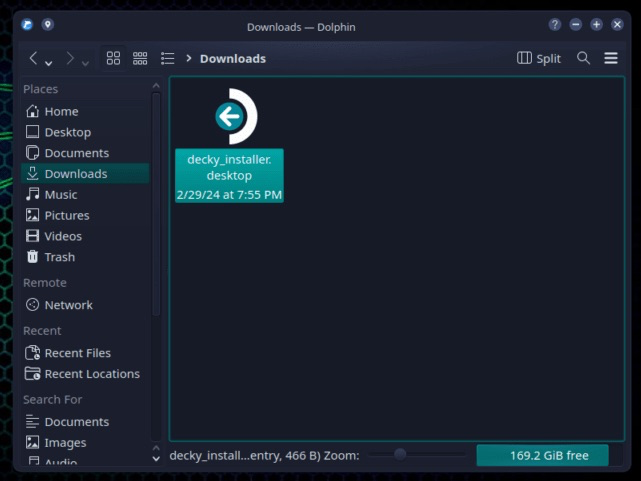 Downloads — Dolphin
Downloads
Split
Places
Home
Desktop
Documents
Downloads
Music
Pictures
Videos
Trash
Remote
Network
Recent
Recent Files
Recent Locations
Search For
Documents
Images
Audio
decky_installer.
desktop
2/29/24 at 7:55 PM
decky_install...entry, 466 B) Zoom:
169.2 GiB free